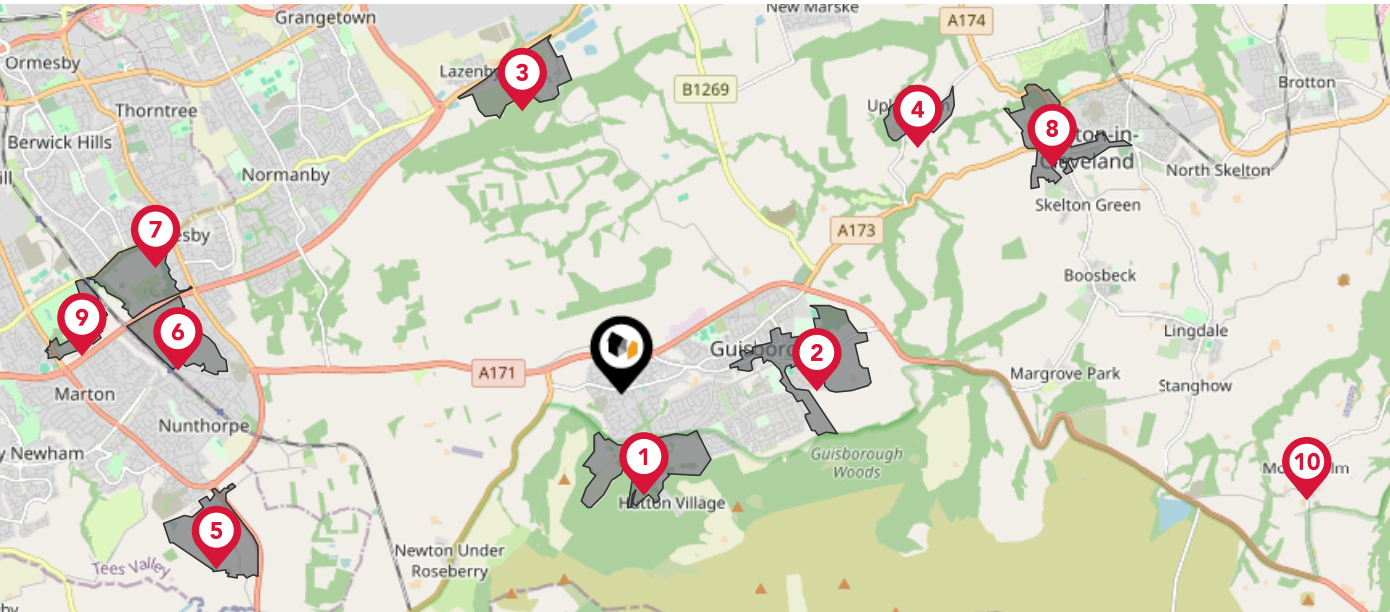 Grangetown
New Marske
A174
Ormesby
Lazenby
3
B1269
Brotton
Thorntree
4
8
Berwick Hills
North Skelton
Normanby
Skelton Green
7
A173
Boosbeck
9
6
Lingdale
2
A171
Margrove Park
Stanghow
Marton
Nunthorpe
1
Guisborough
Woods
10
Hutton Village
5
Newton Under
Roseberry
Tees Valley